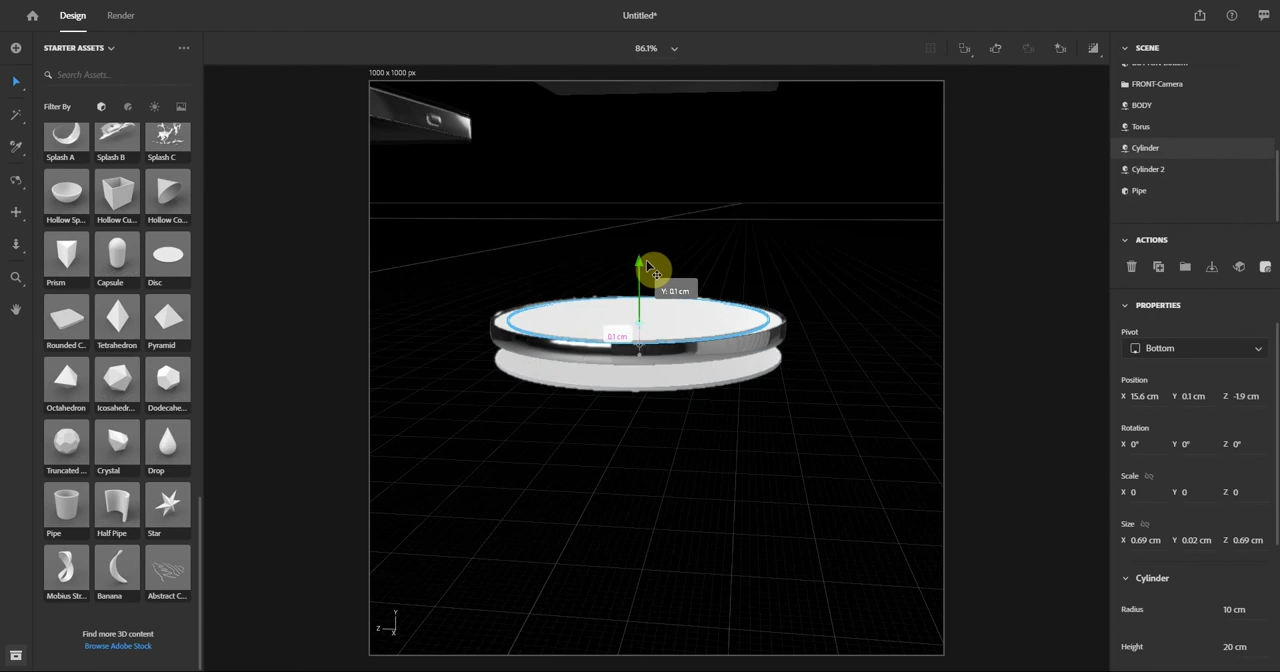 Design
Render
Untitled*
STARTER ASSETS
86.1%
SCENE
1000 x 1000 px
Search Assets..
Filter By
FRONT-Camera
BODY
Torus
Cylinder
Cylinder 2
Pipe
Splash A
Splash B
Splash C
Hollow Sp...
Hollow Cu...
Hollow Co...
ACTIONS
Prism
Capsule
Disc
Y: 0.1 cm
0.1 cm
PROPERTIES
Pivot
Bottom
Rounded C...
Tetrahedron
Pyramid
Position
X 15.6 cm Y 0.1 cm Z -1.9 cm
Octahedron
Icosahedr...
Dodecahe...
Rotation
X 0° Y 0° Z 0°
Truncated ...
Crystal
Drop
Scale
X 0 Y 0 Z 0
Size
X 0.69 cm Y 0.02 cm Z 0.69 cm
Pipe
Half Pipe
Star
Cylinder
Mobius Str...
Banana
Abstract C...
Radius 10 cm
Height 20 cm
Find more 3D content
Browse Adobe Stock
Y
Z
X